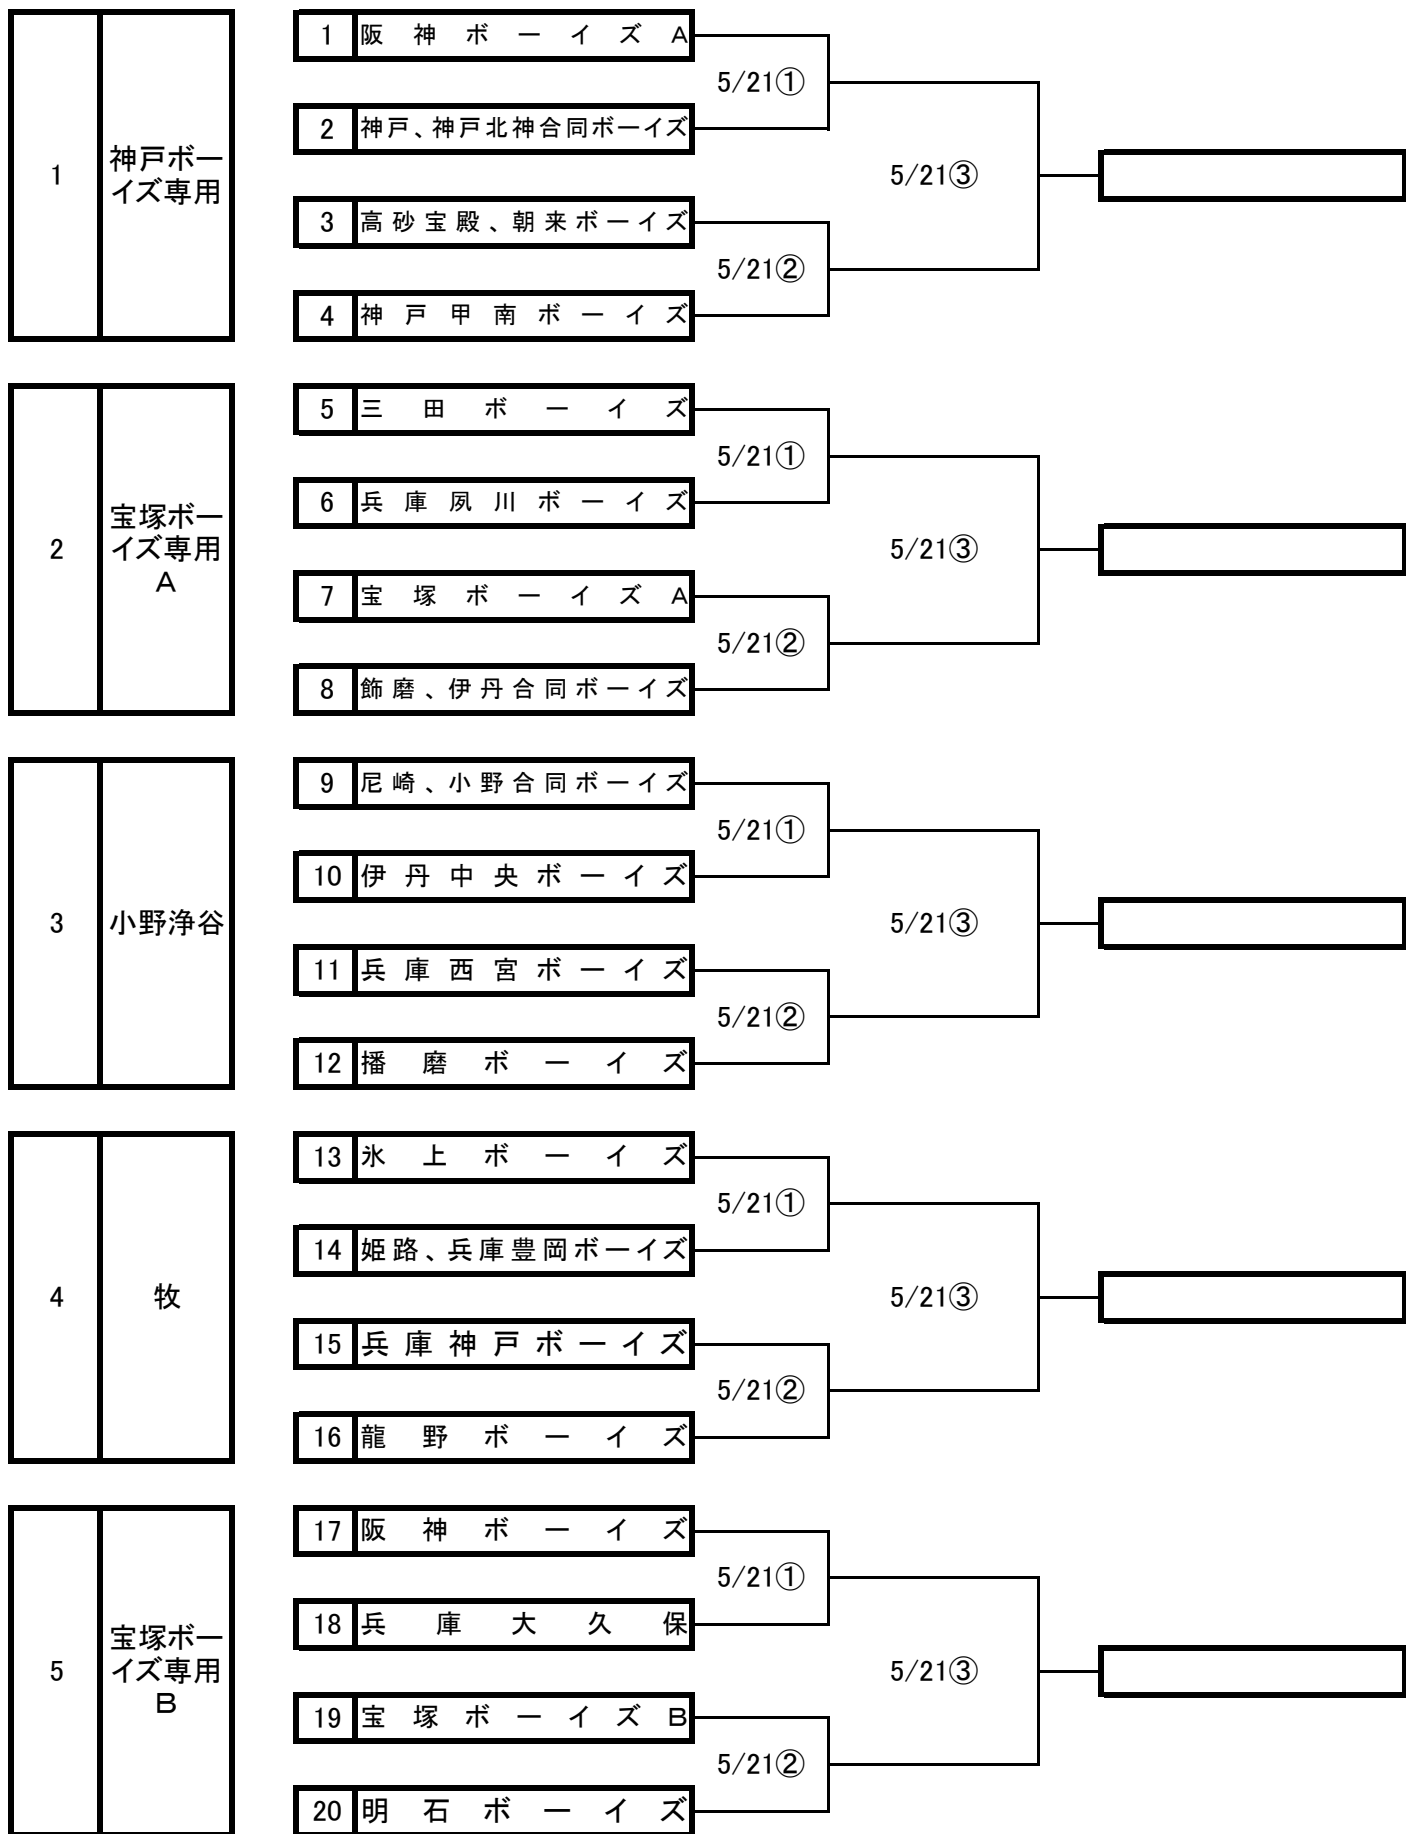 1 阪神ボーイズA
5/21①
2 神戸、神戸北神合同ボーイズ
1 神戸ボー
イズ専用
5/21③
3 高砂宝殿、朝来ボーイズ
5/21②
4 神戸甲南ボーイズ
5 三田ボーイズ
5/21①
6 兵庫夙川ボーイズ
2 宝塚ボー
イズ専用
A
5/21③
7 宝塚ボーイズA
5/21②
8 飾磨、伊丹合同ボーイズ
9 尼崎、小野合同ボーイズ
5/21①
10 伊丹中央ボーイズ
3 小野浄谷
5/21③
11 兵庫西宮ボーイズ
5/21②
12 播磨ボーイズ
13 氷上ボーイズ
5/21①
14 姫路、兵庫豊岡ボーイズ
4 牧
5/21③
15 兵庫神戸ボーイズ
5/21②
16 龍野ボーイズ
17 阪神ボーイズ
5/21①
18 兵庫大久保
5 宝塚ボー
イズ専用
B
5/21③
19 宝塚ボーイズB
5/21②
20 明石ボーイズ